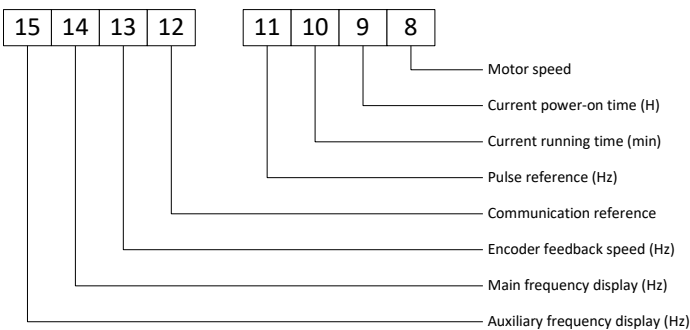 15 14 13 12 11 10 9 8
Motor speed
Current power-on time (H)
Current running time (min)
Pulse reference (Hz)
Communication reference
Encoder feedback speed (Hz)
Main frequency display (Hz)
Auxiliary frequency display (Hz)